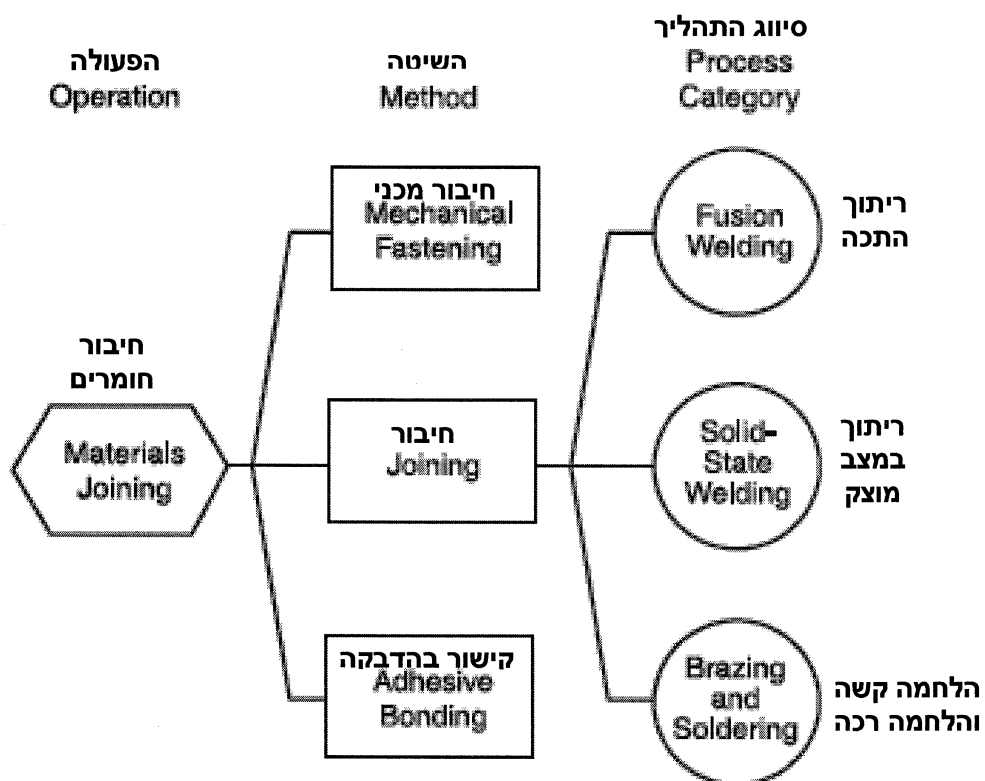 הפעולה
Operation
השיטה
Method
סיווג התהליך
Process
Category
חיבור
חומרים
Materials
Joining
חיבור מכני
Mechanical
Fastening
חיבור
Joining
קישור בהדבקה
Adhesive
Bonding
Fusion
Welding
ריתוך
התכה
Solid-
State
Welding
ריתוך
במצב
מוצק
Brazing
and
Soldering
הלחמה קשה
והלחמה רכה